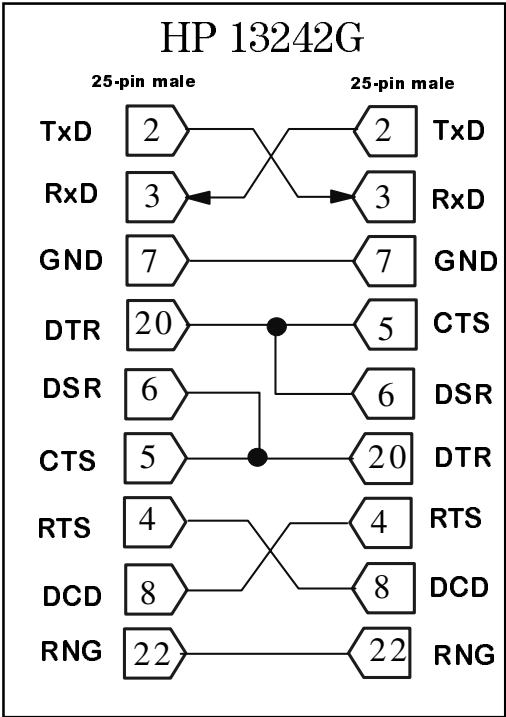 HP 13242G
25-pin male 25-pin male
TxD 2 2 TxD
RxD 3 3 RxD
GND 7 7 GND
DTR 20 5 CTS
DSR 6 6 DSR
CTS 5 20 DTR
RTS 4 4 RTS
DCD 8 8 DCD
RNG 22 22 RNG